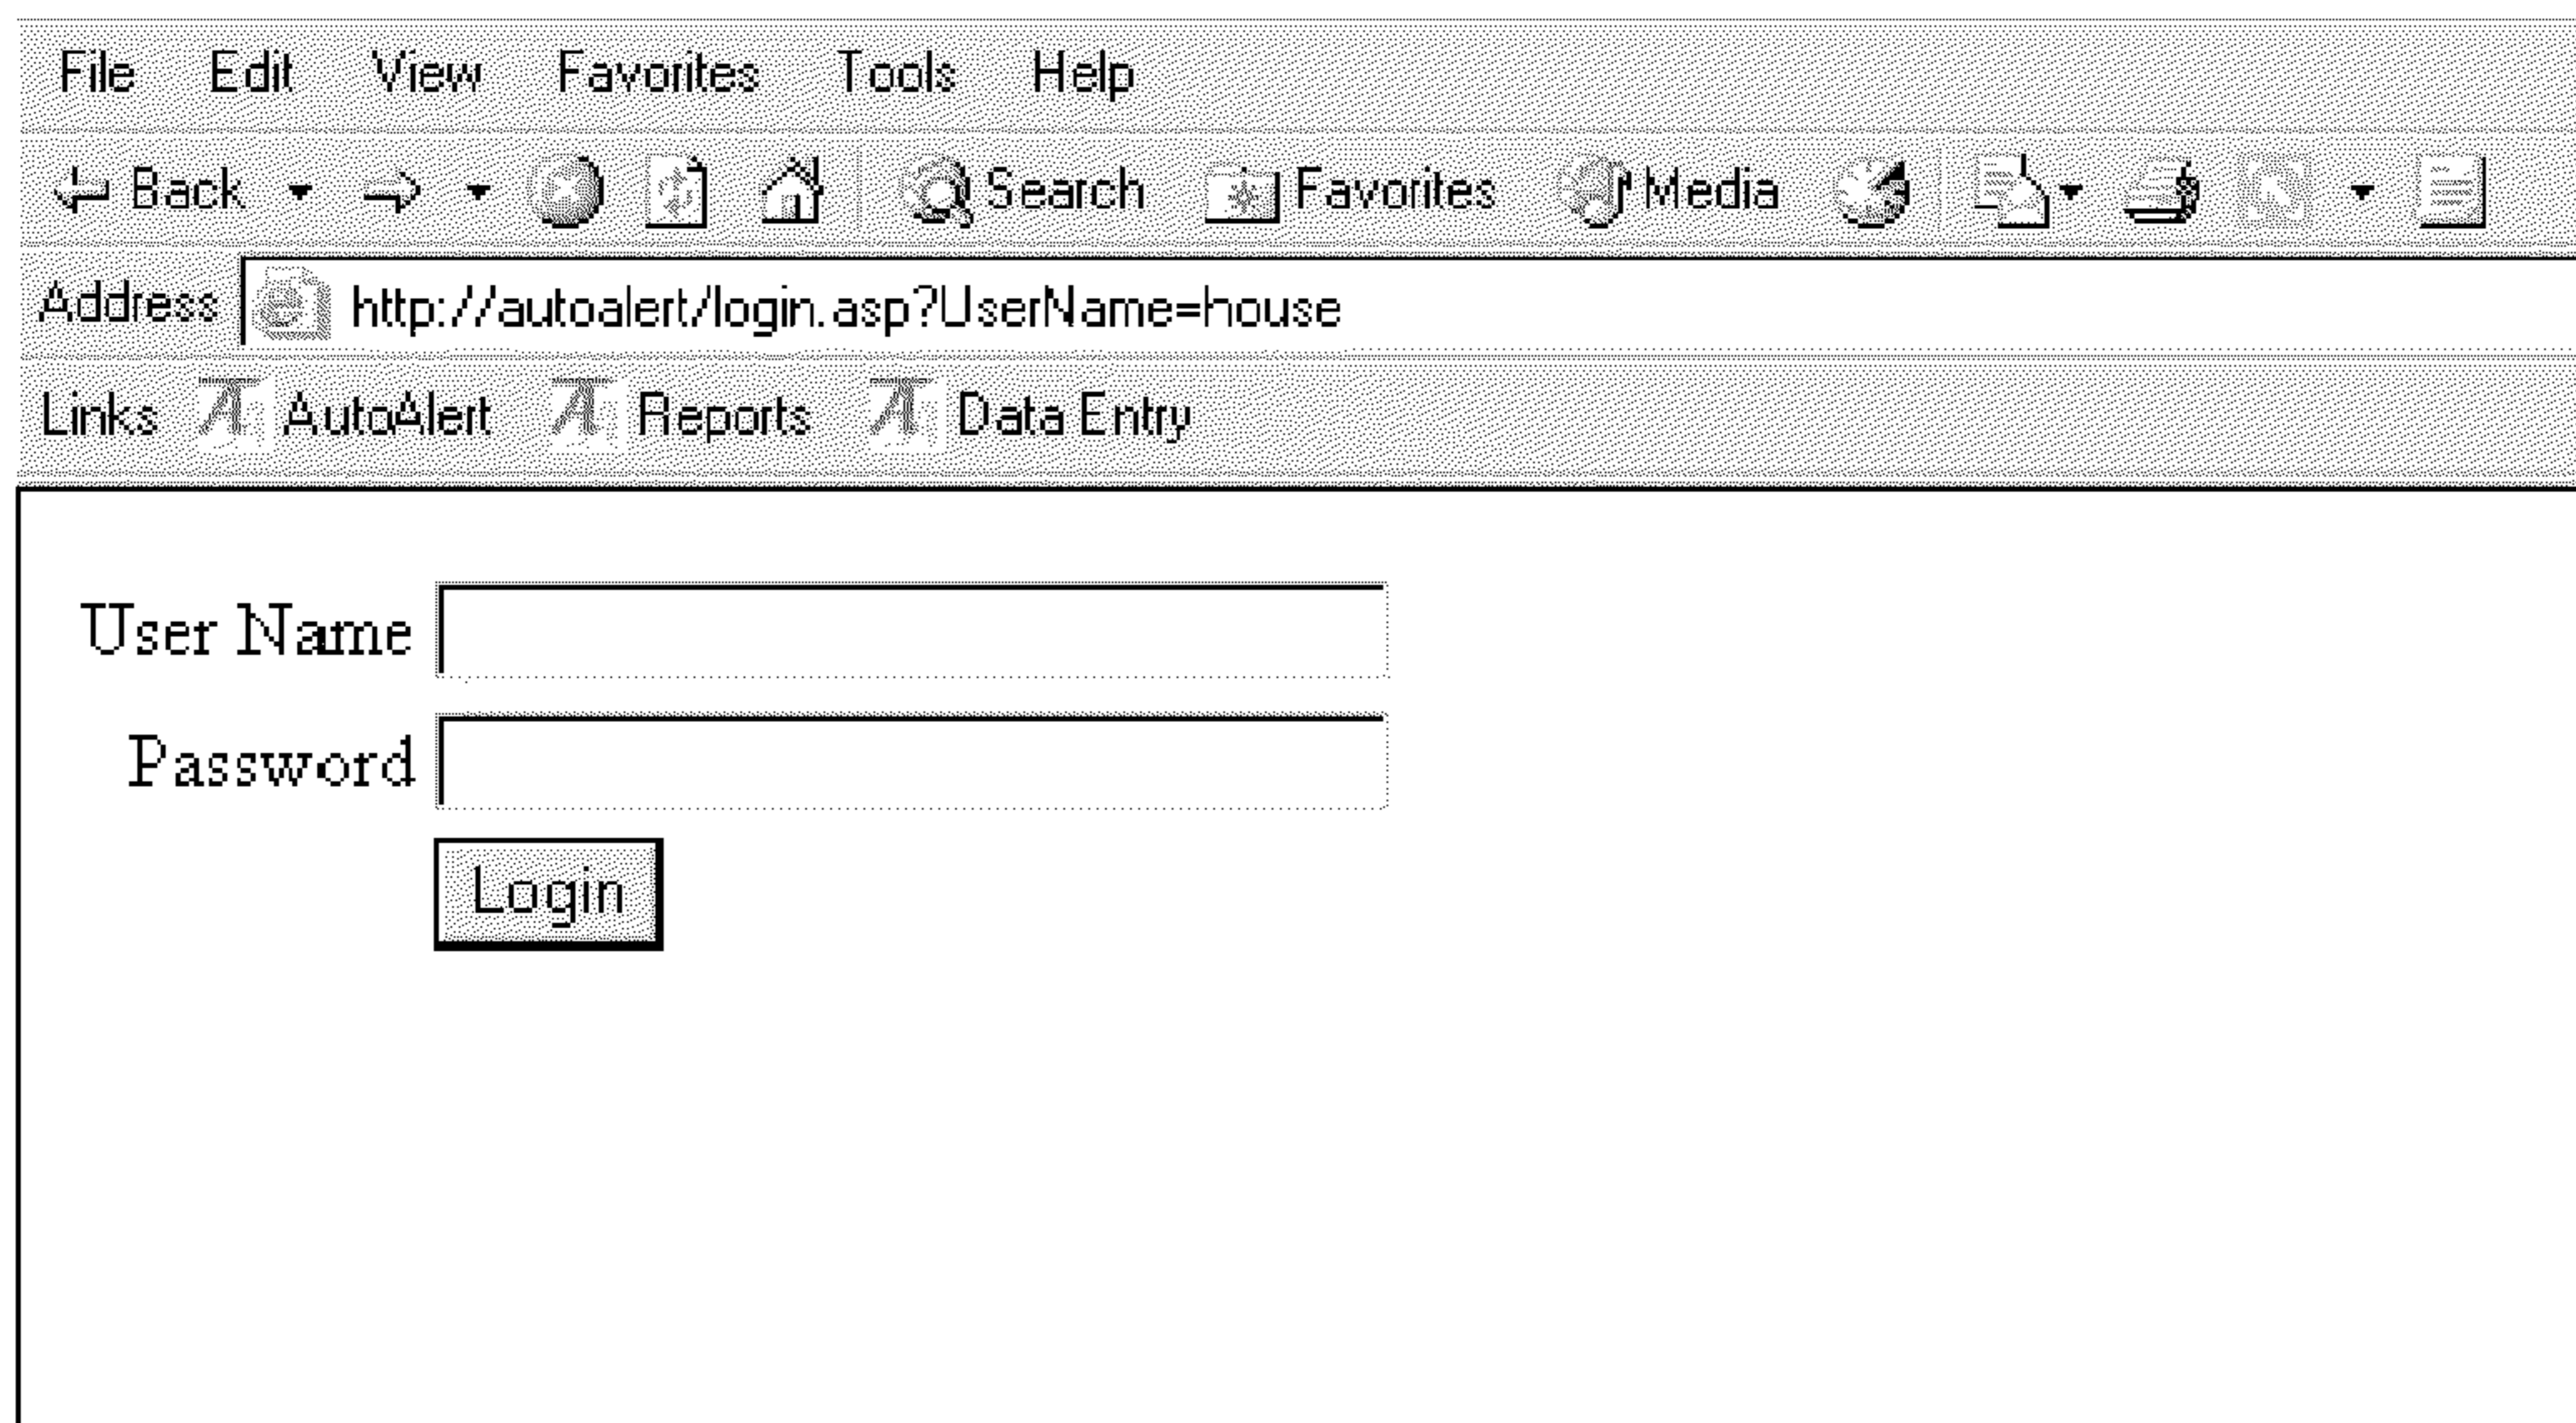 File Edit View Favorites Tools Help
Back Search Favorites Media
Address http://autoalert/login.asp?UserName=house
Links AutoAlert Reports Data Entry
User Name
Password
Login